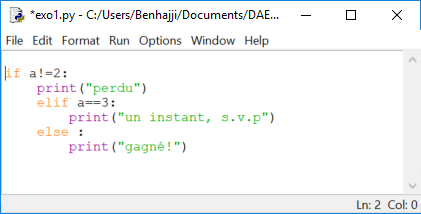 *exo1.py - C:/Users/Benhajji/Documents/DAE...
File Edit Format Run Options Window Help
if a!=2:
    print("perdu")
    elif a==3:
        print("un instant, s.v.p")
    else :
        print("gagné!")
Ln: 2 Col: 0